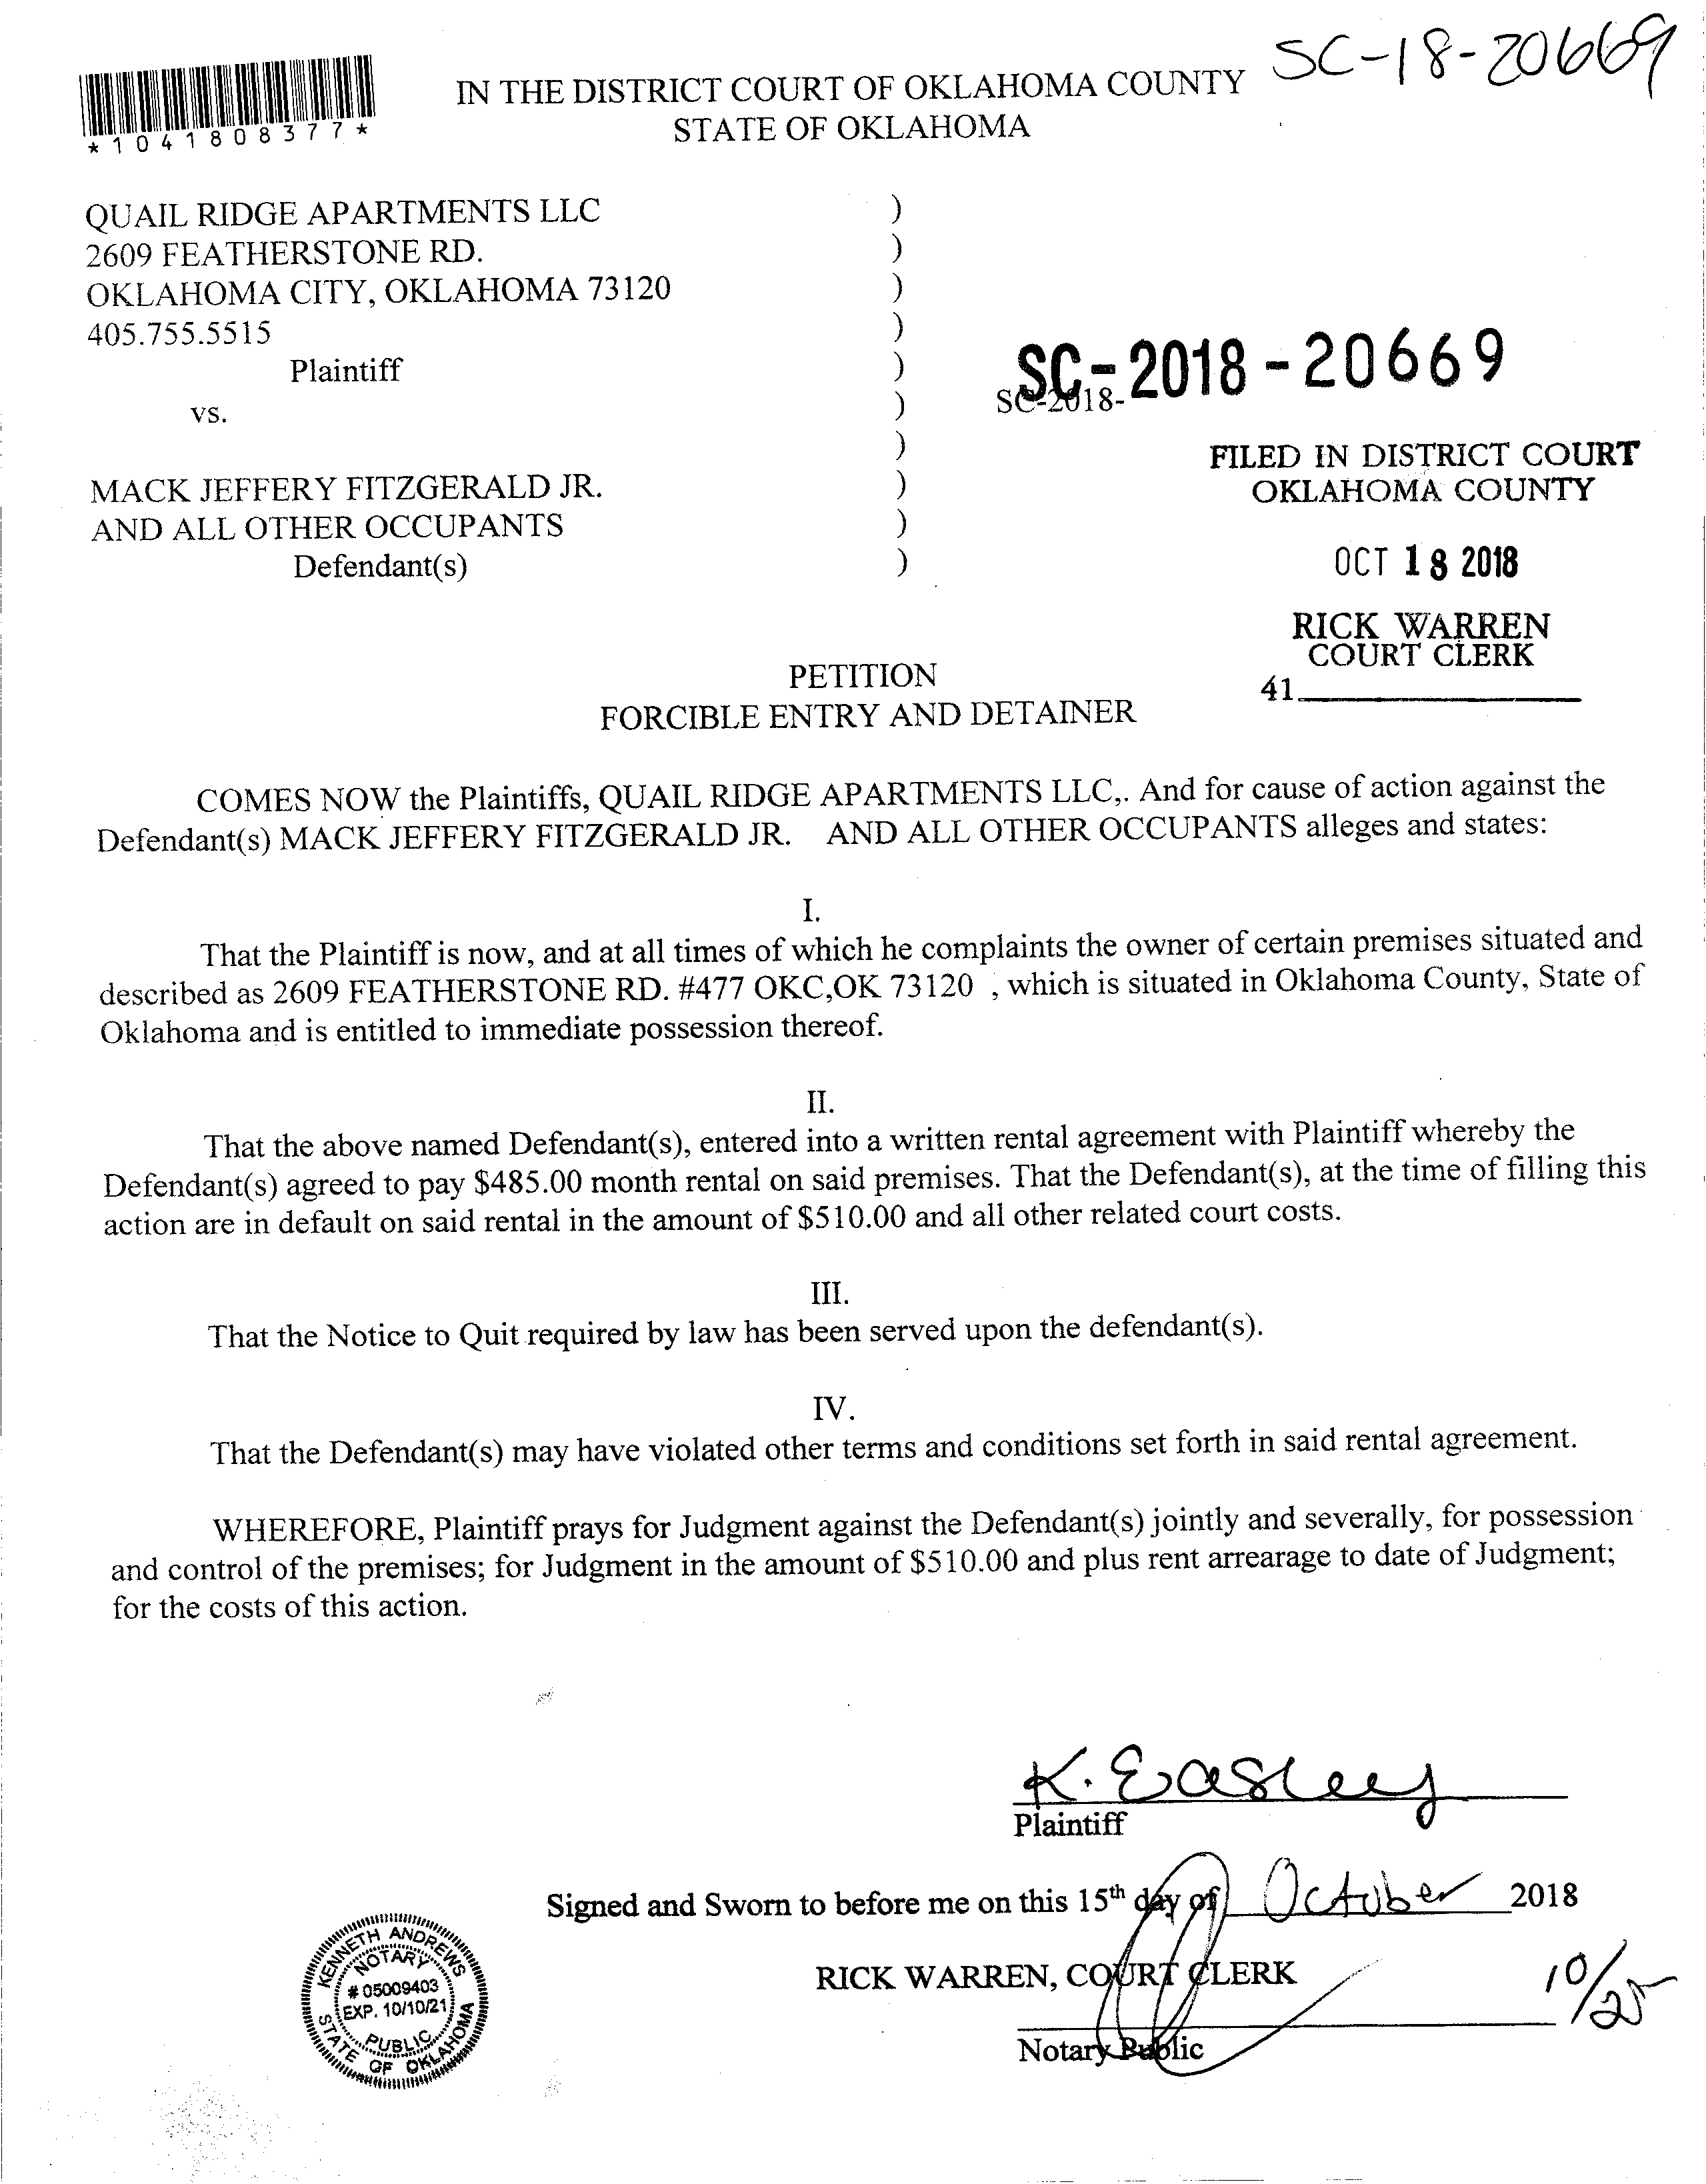 SC-18-20669
*1041808377*
IN THE DISTRICT COURT OF OKLAHOMA COUNTY
STATE OF OKLAHOMA
QUAIL RIDGE APARTMENTS LLC )
2609 FEATHERSTONE RD. )
OKLAHOMA CITY, OKLAHOMA 73120 )
405.755.5515 )
Plaintiff )
SC-2018-20669
SC-2018-
vs. )
)
MACK JEFFERY FITZGERALD JR. )
AND ALL OTHER OCCUPANTS )
Defendant(s) )
FILED IN DISTRICT COURT
OKLAHOMA COUNTY
OCT 18 2018
RICK WARREN
COURT CLERK
41
PETITION
FORCIBLE ENTRY AND DETAINER
COMES NOW the Plaintiffs, QUAIL RIDGE APARTMENTS LLC,. And for cause of action against the
Defendant(s) MACK JEFFERY FITZGERALD JR. AND ALL OTHER OCCUPANTS alleges and states:
I.
That the Plaintiff is now, and at all times of which he complaints the owner of certain premises situated and
described as 2609 FEATHERSTONE RD. #477 OKC,OK 73120 , which is situated in Oklahoma County, State of
Oklahoma and is entitled to immediate possession thereof.
II.
That the above named Defendant(s), entered into a written rental agreement with Plaintiff whereby the
Defendant(s) agreed to pay $485.00 month rental on said premises. That the Defendant(s), at the time of filling this
action are in default on said rental in the amount of $510.00 and all other related court costs.
III.
That the Notice to Quit required by law has been served upon the defendant(s).
IV.
That the Defendant(s) may have violated other terms and conditions set forth in said rental agreement.
WHEREFORE, Plaintiff prays for Judgment against the Defendant(s) jointly and severally, for possession
and control of the premises; for Judgment in the amount of $510.00 and plus rent arrearage to date of Judgment;
for the costs of this action.
K. Easley
Plaintiff
Signed and Sworn to before me on this 15th day of October 2018
RICK WARREN, COURT CLERK
10/25
Notary Public
KENNETH ANDREWS
NOTARY
# 05009403
EXP. 10/10/21
PUBLIC
STATE OF OKLAHOMA